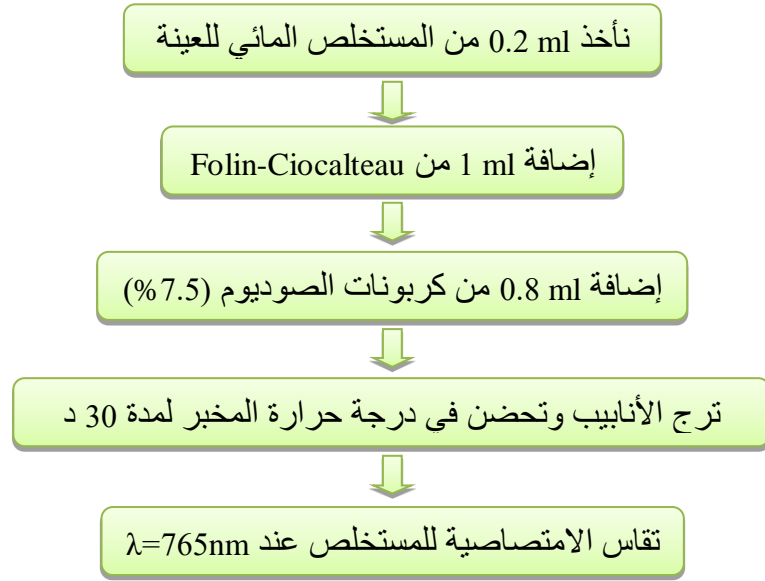 نأخذ 0.2 ml من المستخلص المائي للعينة
إضافة 1 ml من Folin-Ciocalteau
إضافة 0.8 ml من كربونات الصوديوم (7.5%)
ترج الأنابيب وتحضن في درجة حرارة المخبر لمدة 30 د
تقاس الامتصاصية للمستخلص عند λ=765nm